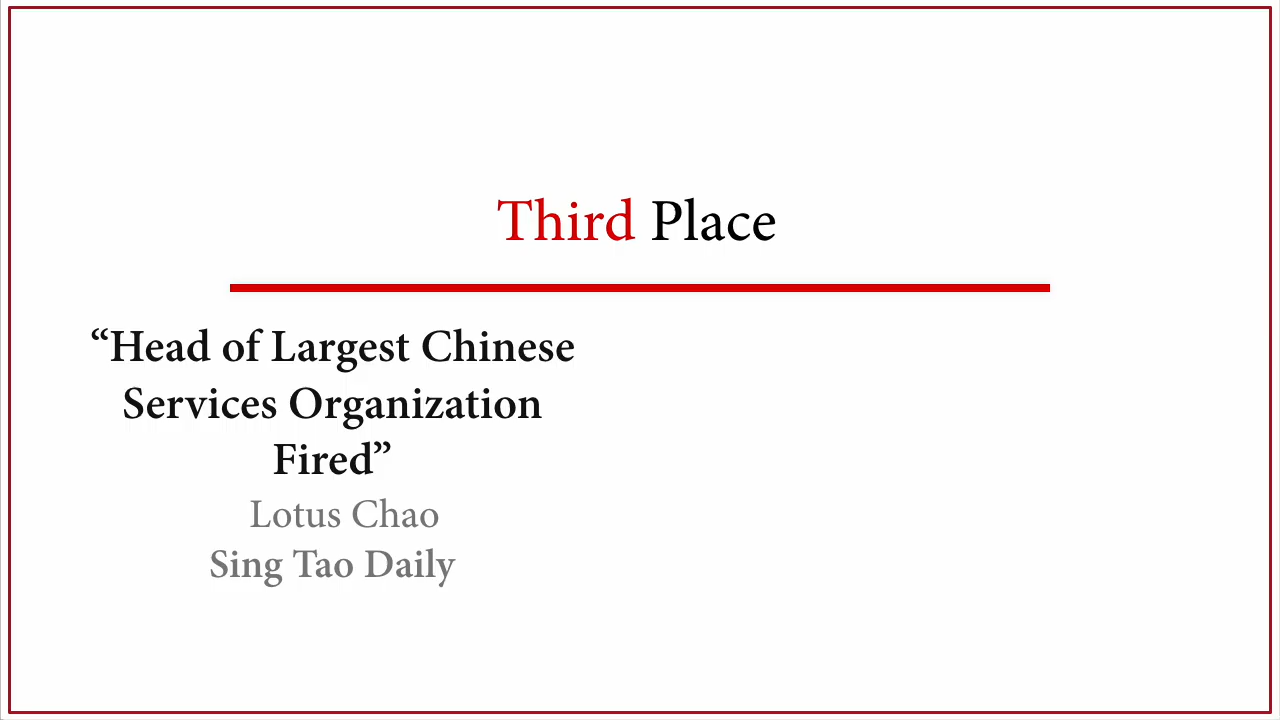 Third Place
“Head of Largest Chinese
Services Organization
Fired”
Lotus Chao
Sing Tao Daily